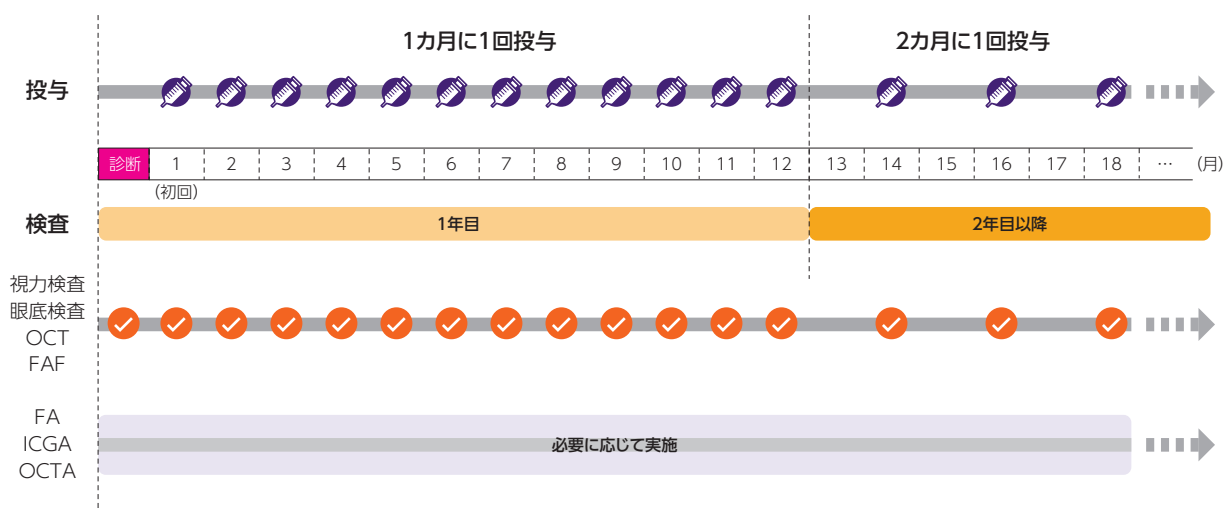 1カ月に1回投与
2カ月に1回投与
投与
診断 1 2 3 4 5 6 7 8 9 10 11 12 13 14 15 16 17 18 … (月)
(初回)
検査
1年目
2年目以降
視力検査
眼底検査
OCT
FAF
FA
ICGA
OCTA
必要に応じて実施